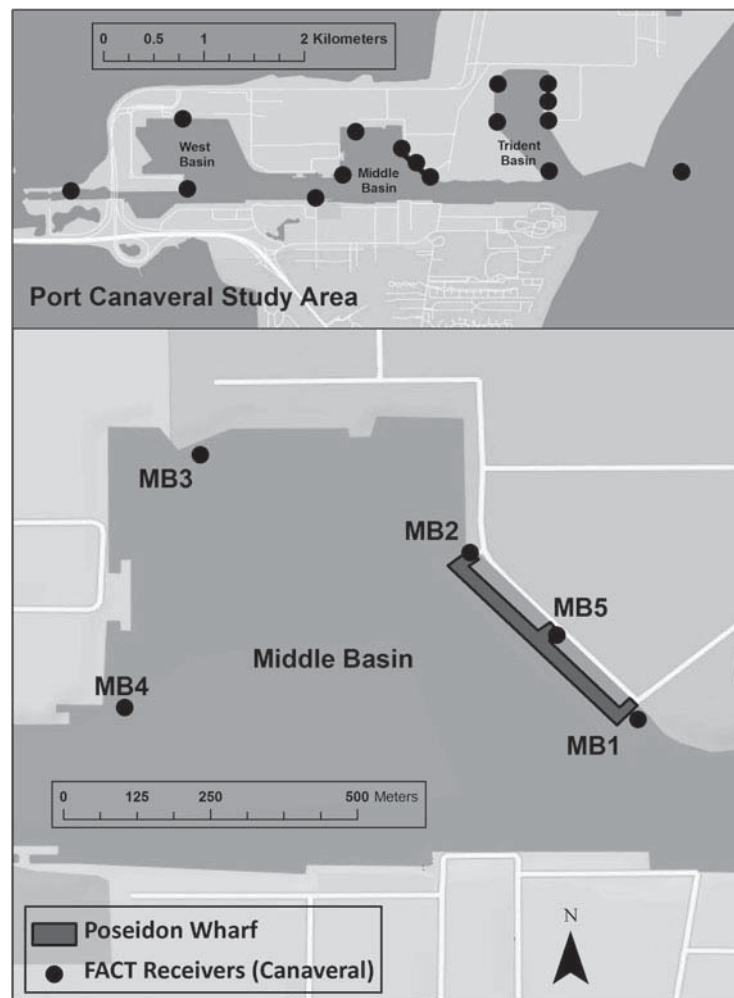 0 0.5 1 2 Kilometers
West
Basin
Middle
Basin
Trident
Basin
Port Canaveral Study Area
MB3
MB2
MB5
Middle Basin
MB4
MB1
0 125 250 500 Meters
N
Poseidon Wharf
FACT Receivers (Canaveral)